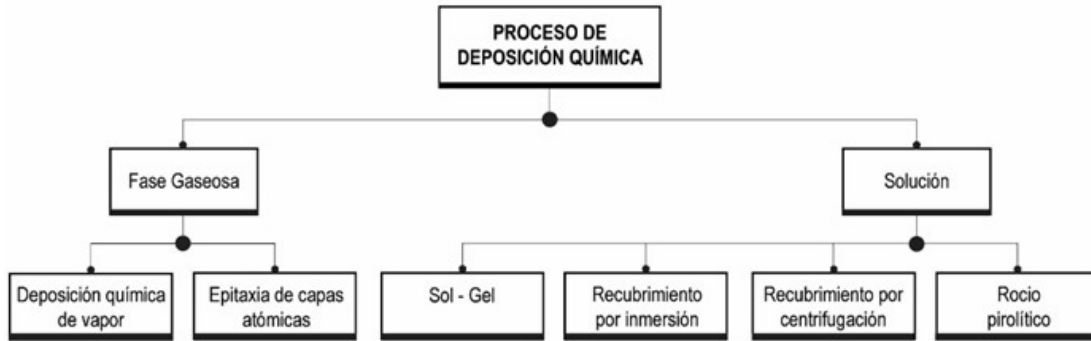 PROCESO DE
DEPOSICIÓN QUÍMICA
Fase Gaseosa
Solución
Deposición química
de vapor
Epitaxia de capas
atómicas
Sol - Gel
Recubrimiento
por inmersión
Recubrimiento por
centrifugación
Rocio
pirolítico